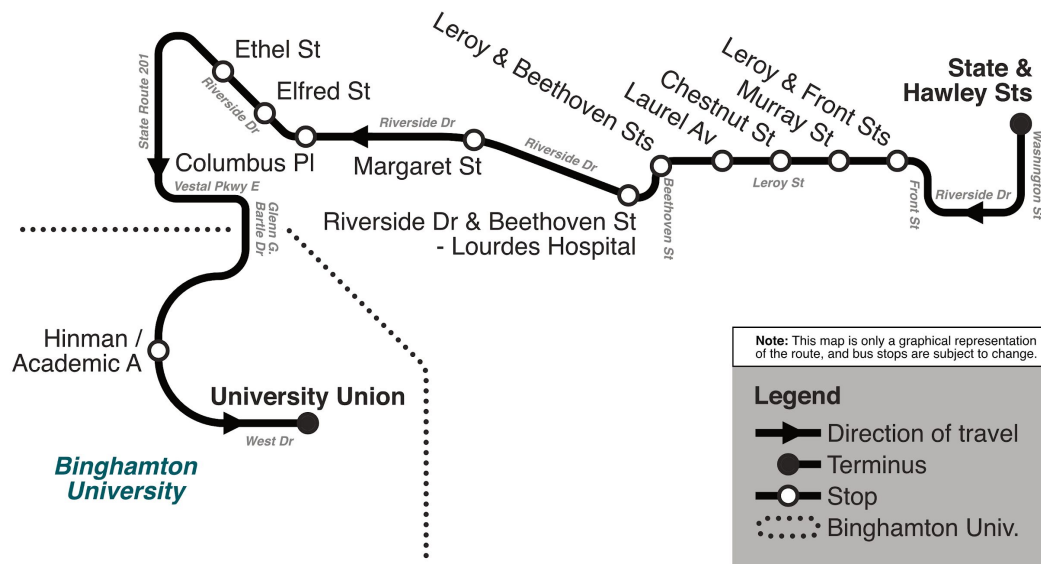 State &
Hawley Sts
Washington St
Riverside Dr
Front St
Leroy & Front Sts
Murray St
Chestnut St
Laurel Av
Leroy St
Leroy & Beethoven Sts
Beethoven St
Riverside Dr & Beethoven St
- Lourdes Hospital
Riverside Dr
Margaret St
Riverside Dr
Columbus Pl
Elfred St
Ethel St
Riverside Dr
State Route 201
Vestal Pkwy E
Glenn G.
Bartle Dr
Hinman /
Academic A
University Union
West Dr
Binghamton
University
Note: This map is only a graphical representation
of the route, and bus stops are subject to change.
Legend
Direction of travel
Terminus
Stop
Binghamton Univ.